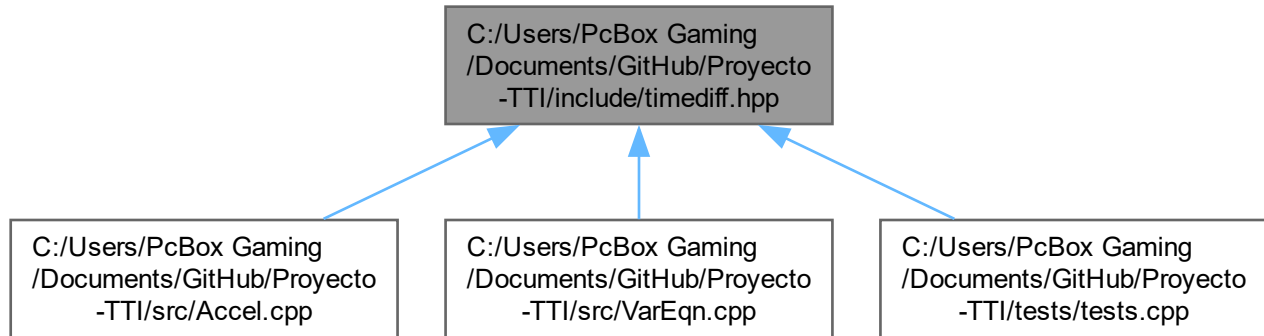 C:/Users/PcBox Gaming
/Documents/GitHub/Proyecto
-TTI/include/timediff.hpp
C:/Users/PcBox Gaming
/Documents/GitHub/Proyecto
-TTI/src/Accel.cpp
C:/Users/PcBox Gaming
/Documents/GitHub/Proyecto
-TTI/src/VarEqn.cpp
C:/Users/PcBox Gaming
/Documents/GitHub/Proyecto
-TTI/tests/tests.cpp